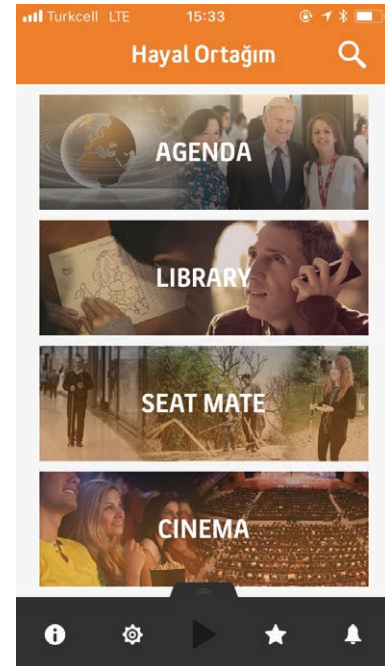 Turkcell LTE 15:33
Hayal Ortağım
AGENDA
LIBRARY
SEAT MATE
CINEMA